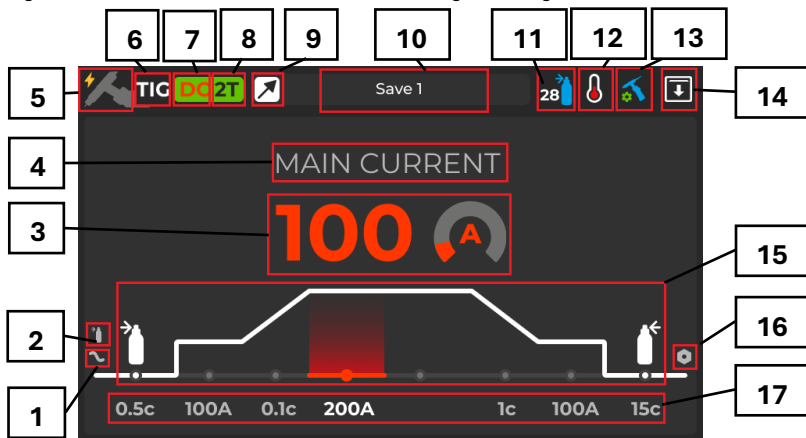 6 7 8 9 10 11 12 13
5 TIG DC 2T Save 1 28 14
4 MAIN CURRENT
3 100 A
15
2 16
1 0.5c 100A 0.1c 200A 1c 100A 15c 17